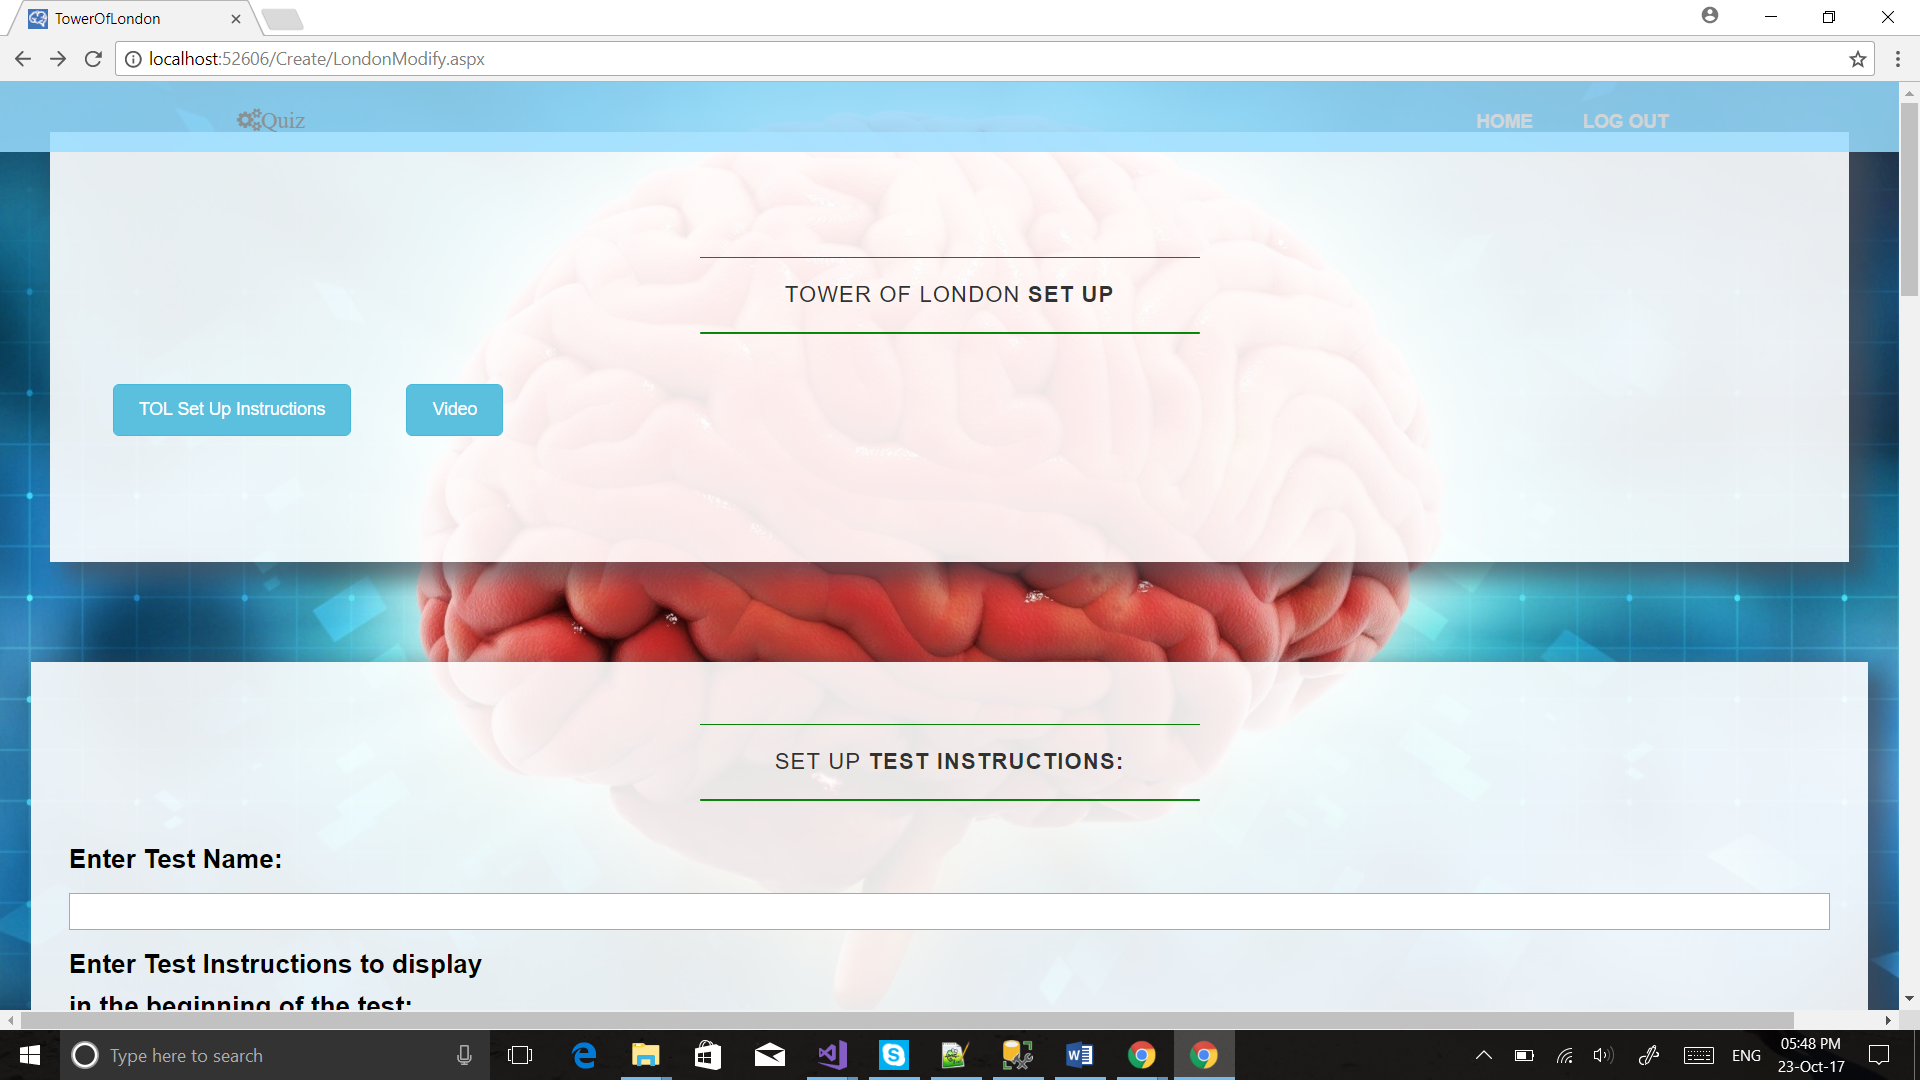 TowerOfLondon
localhost:52606/Create/LondonModify.aspx
Quiz
HOME
LOG OUT
TOWER OF LONDON SET UP
TOL Set Up Instructions
Video
SET UP TEST INSTRUCTIONS:
Enter Test Name:
Enter Test Instructions to display
in the beginning of the test:
Type here to search
ENG
05:48 PM
23-Oct-17